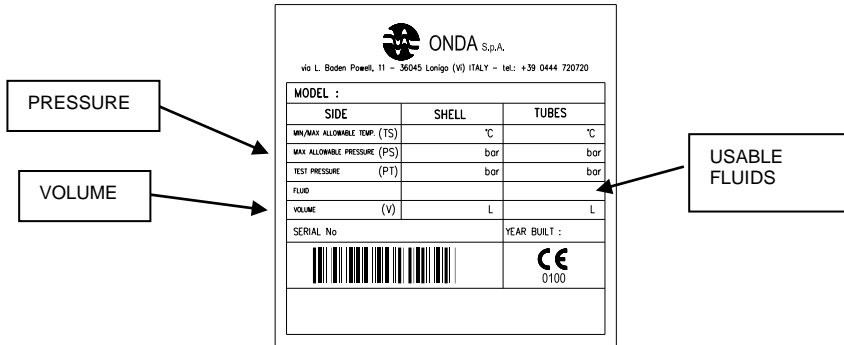 ONDA S.p.A.
via L. Baden Powell, 11 – 36045 Lonigo (Vi) ITALY – tel.: +39 0444 720720
MODEL :
SIDE SHELL TUBES
MIN/MAX ALLOWABLE TEMP. (TS) °C °C
PRESSURE
MAX ALLOWABLE PRESSURE (PS) bar bar
TEST PRESSURE (PT) bar bar
USABLE
FLUIDS
FLUID
VOLUME
VOLUME (V) L L
SERIAL No YEAR BUILT :
CE
0100